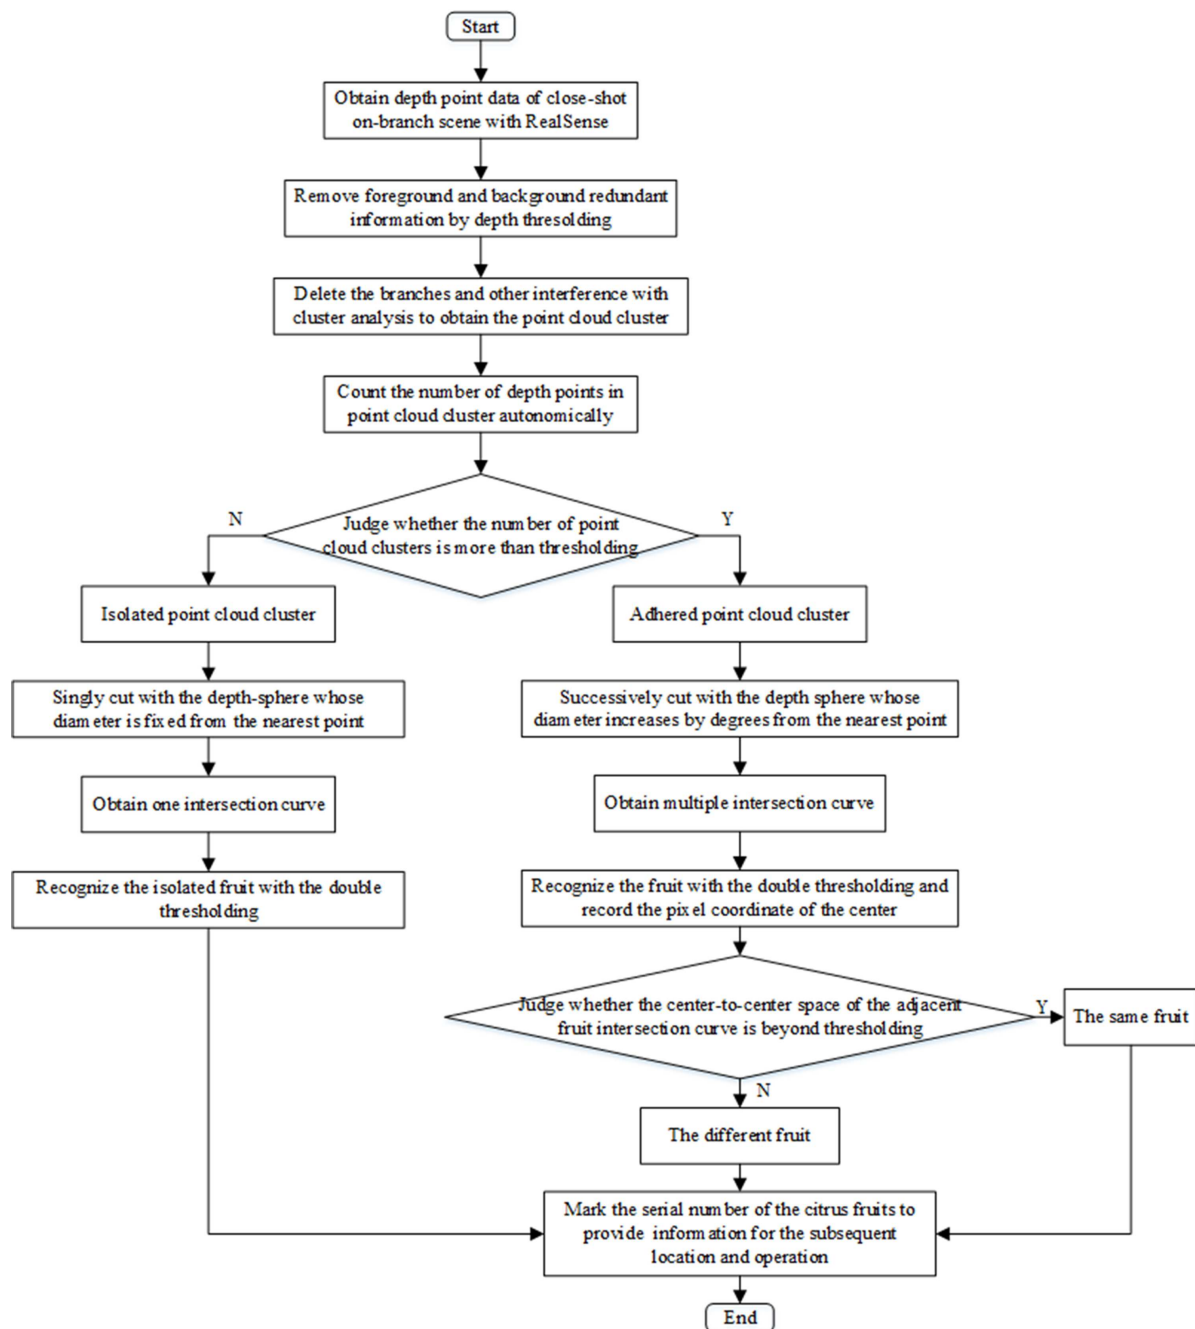 Start
Obtain depth point data of close-shot
on-branch scene with RealSense
Remove foreground and background redundant
information by depth thresolding
Delete the branches and other interference with
cluster analysis to obtain the point cloud cluster
Count the number of depth points in
point cloud cluster autonomically
N
Y
Judge whether the number of point
cloud clusters is more than thresholding
Isolated point cloud cluster
Adhered point cloud cluster
Singly cut with the depth-sphere whose
diameter is fixed from the nearest point
Successively cut with the depth sphere whose
diameter increases by degrees from the nearest point
Obtain one intersection curve
Obtain multiple intersection curve
Recognize the isolated fruit with the double
thresholding
Recognize the fruit with the double thresholding and
record the pixel coordinate of the center
Judge whether the center-to-center space of the adjacent
fruit intersection curve is beyond thresholding
Y
The same fruit
N
The different fruit
Mark the serial number of the citrus fruits to
provide information for the subsequent
location and operation
End